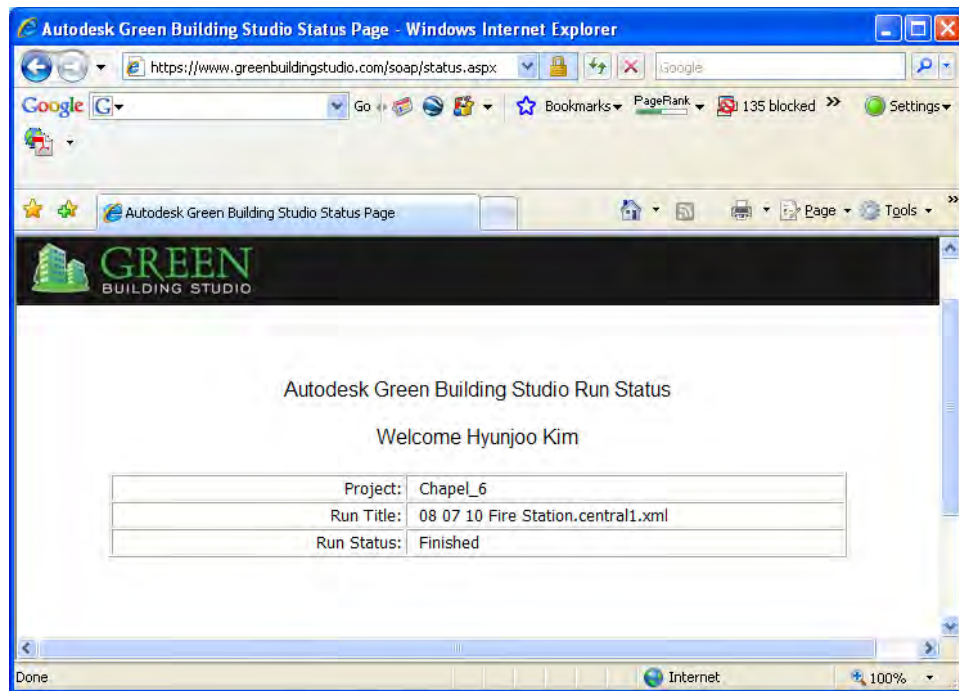 Autodesk Green Building Studio Status Page - Windows Internet Explorer
https://www.greenbuildingstudio.com/soap/status.aspx Google
Google G Go Bookmarks PageRank 135 blocked >> Settings
Autodesk Green Building Studio Status Page Page Tools >>
GREEN
BUILDING STUDIO
Autodesk Green Building Studio Run Status
Welcome Hyunjoo Kim
Project: Chapel_6
Run Title: 08 07 10 Fire Station.central1.xml
Run Status: Finished
Done Internet 100%